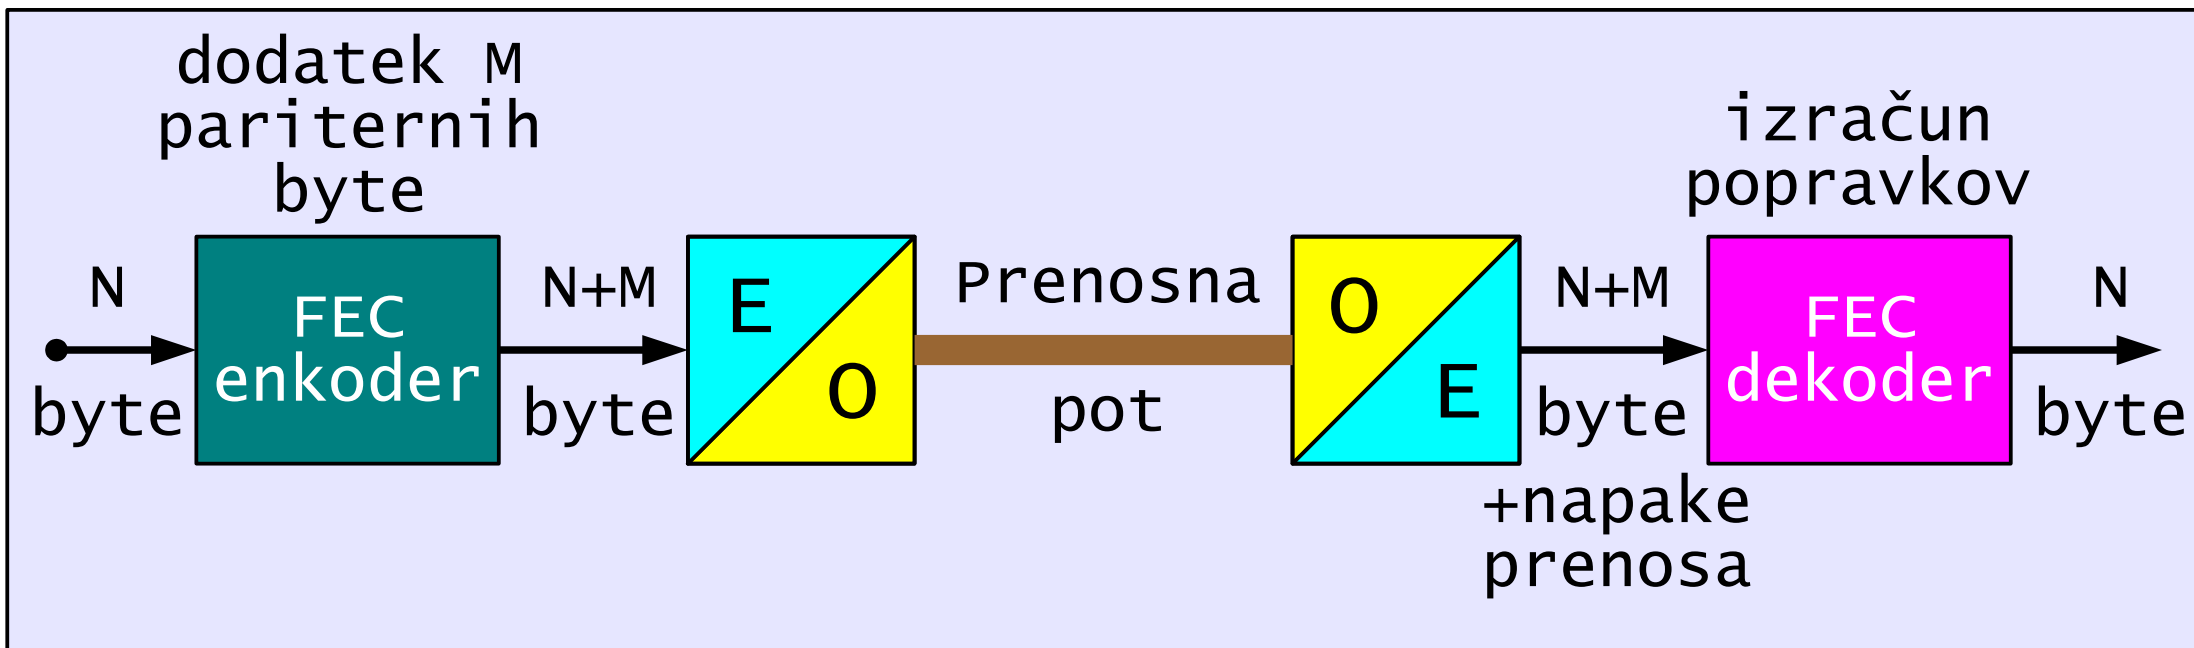 dodatek M
pariternih
byte
N
byte
FEC
enkoder
N+M
byte
E
O
Prenosna
pot
O
E
N+M
byte
+napake
prenosa
izračun
popravkov
FEC
dekoder
N
byte